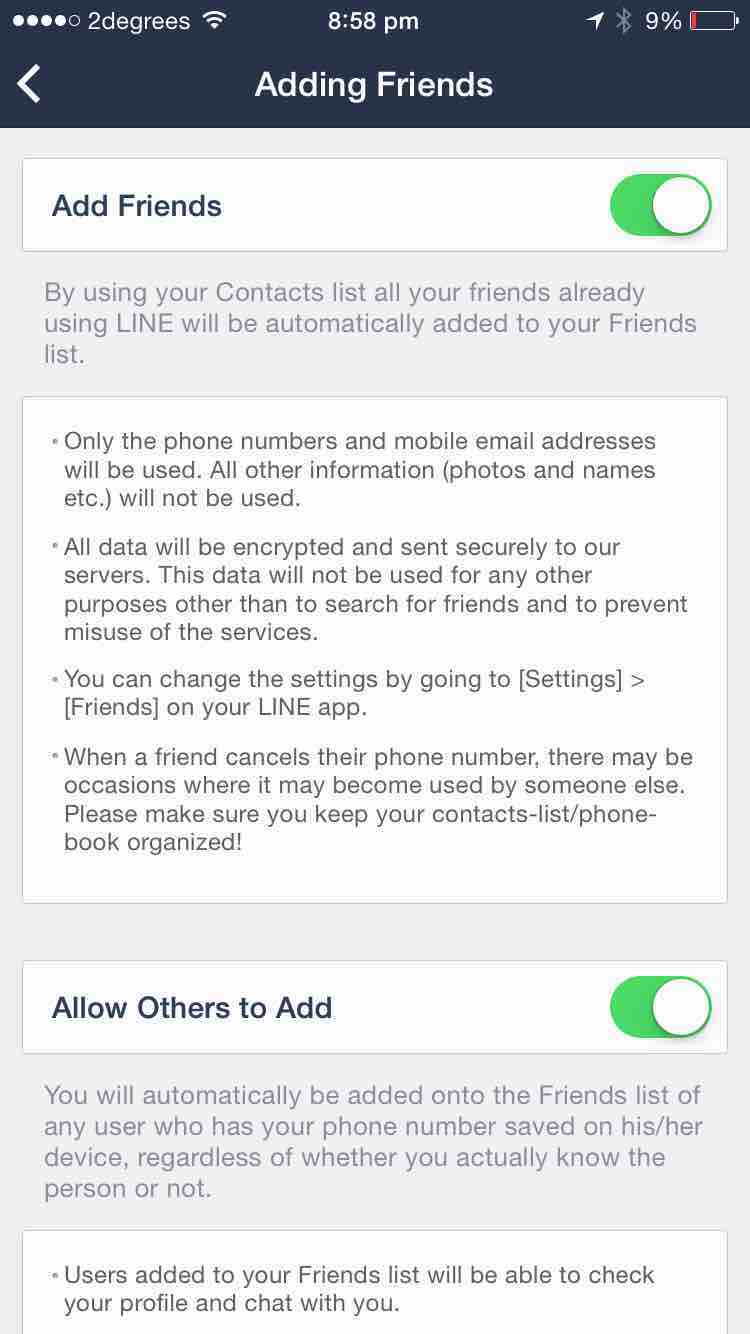 2degrees 8:58 pm 9%
Adding Friends
Add Friends
By using your Contacts list all your friends already
using LINE will be automatically added to your Friends
list.
• Only the phone numbers and mobile email addresses
will be used. All other information (photos and names
etc.) will not be used.
• All data will be encrypted and sent securely to our
servers. This data will not be used for any other
purposes other than to search for friends and to prevent
misuse of the services.
• You can change the settings by going to [Settings] >
[Friends] on your LINE app.
• When a friend cancels their phone number, there may be
occasions where it may become used by someone else.
Please make sure you keep your contacts-list/phone-
book organized!
Allow Others to Add
You will automatically be added onto the Friends list of
any user who has your phone number saved on his/her
device, regardless of whether you actually know the
person or not.
• Users added to your Friends list will be able to check
your profile and chat with you.